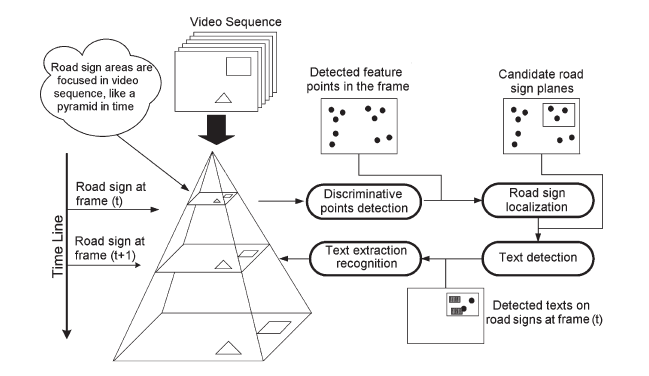 Video Sequence
Road sign areas are
focused in video
sequence, like a
pyramid in time
Detected feature
points in the frame
Candidate road
sign planes
Time Line
Road sign at
frame (t)
Road sign at
frame (t+1)
Discriminative
points detection
Road sign
localization
Text extraction
recognition
Text detection
Detected texts on
road signs at frame (t)